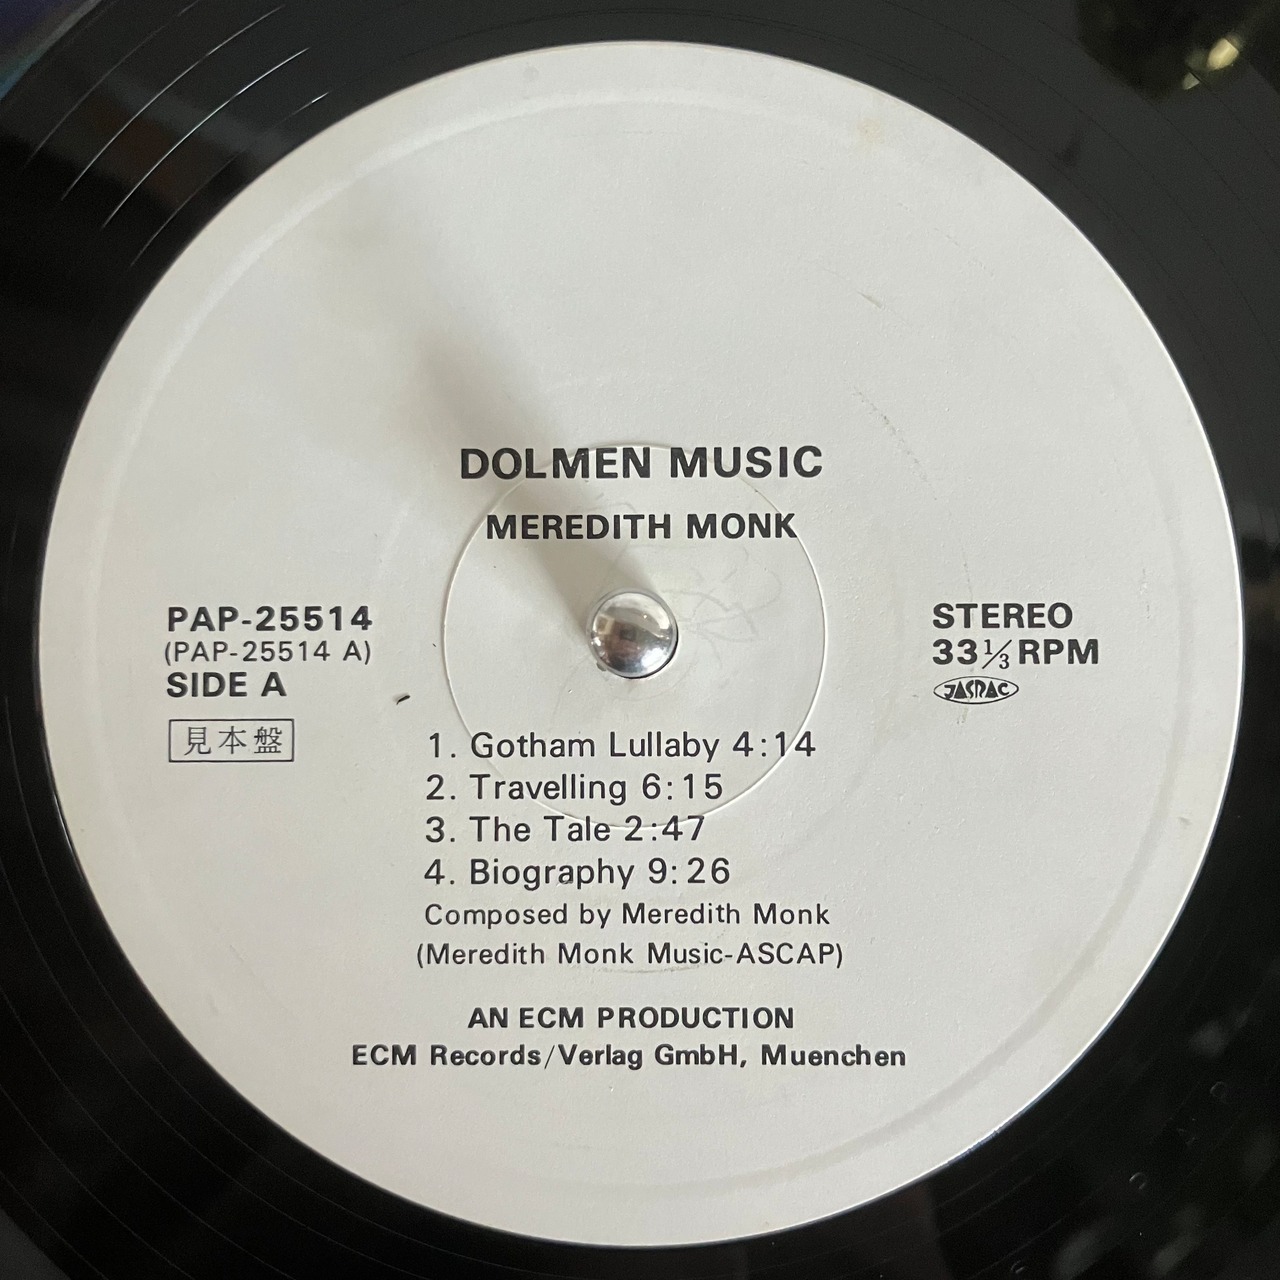 DOLMEN MUSIC
MEREDITH MONK
PAP-25514
(PAP-25514 A)
SIDE A
見本盤
STEREO
33 1/3 RPM
JASRAC
1. Gotham Lullaby 4:14
2. Travelling 6:15
3. The Tale 2:47
4. Biography 9:26
Composed by Meredith Monk
(Meredith Monk Music-ASCAP)
AN ECM PRODUCTION
ECM Records/Verlag GmbH, Muenchen